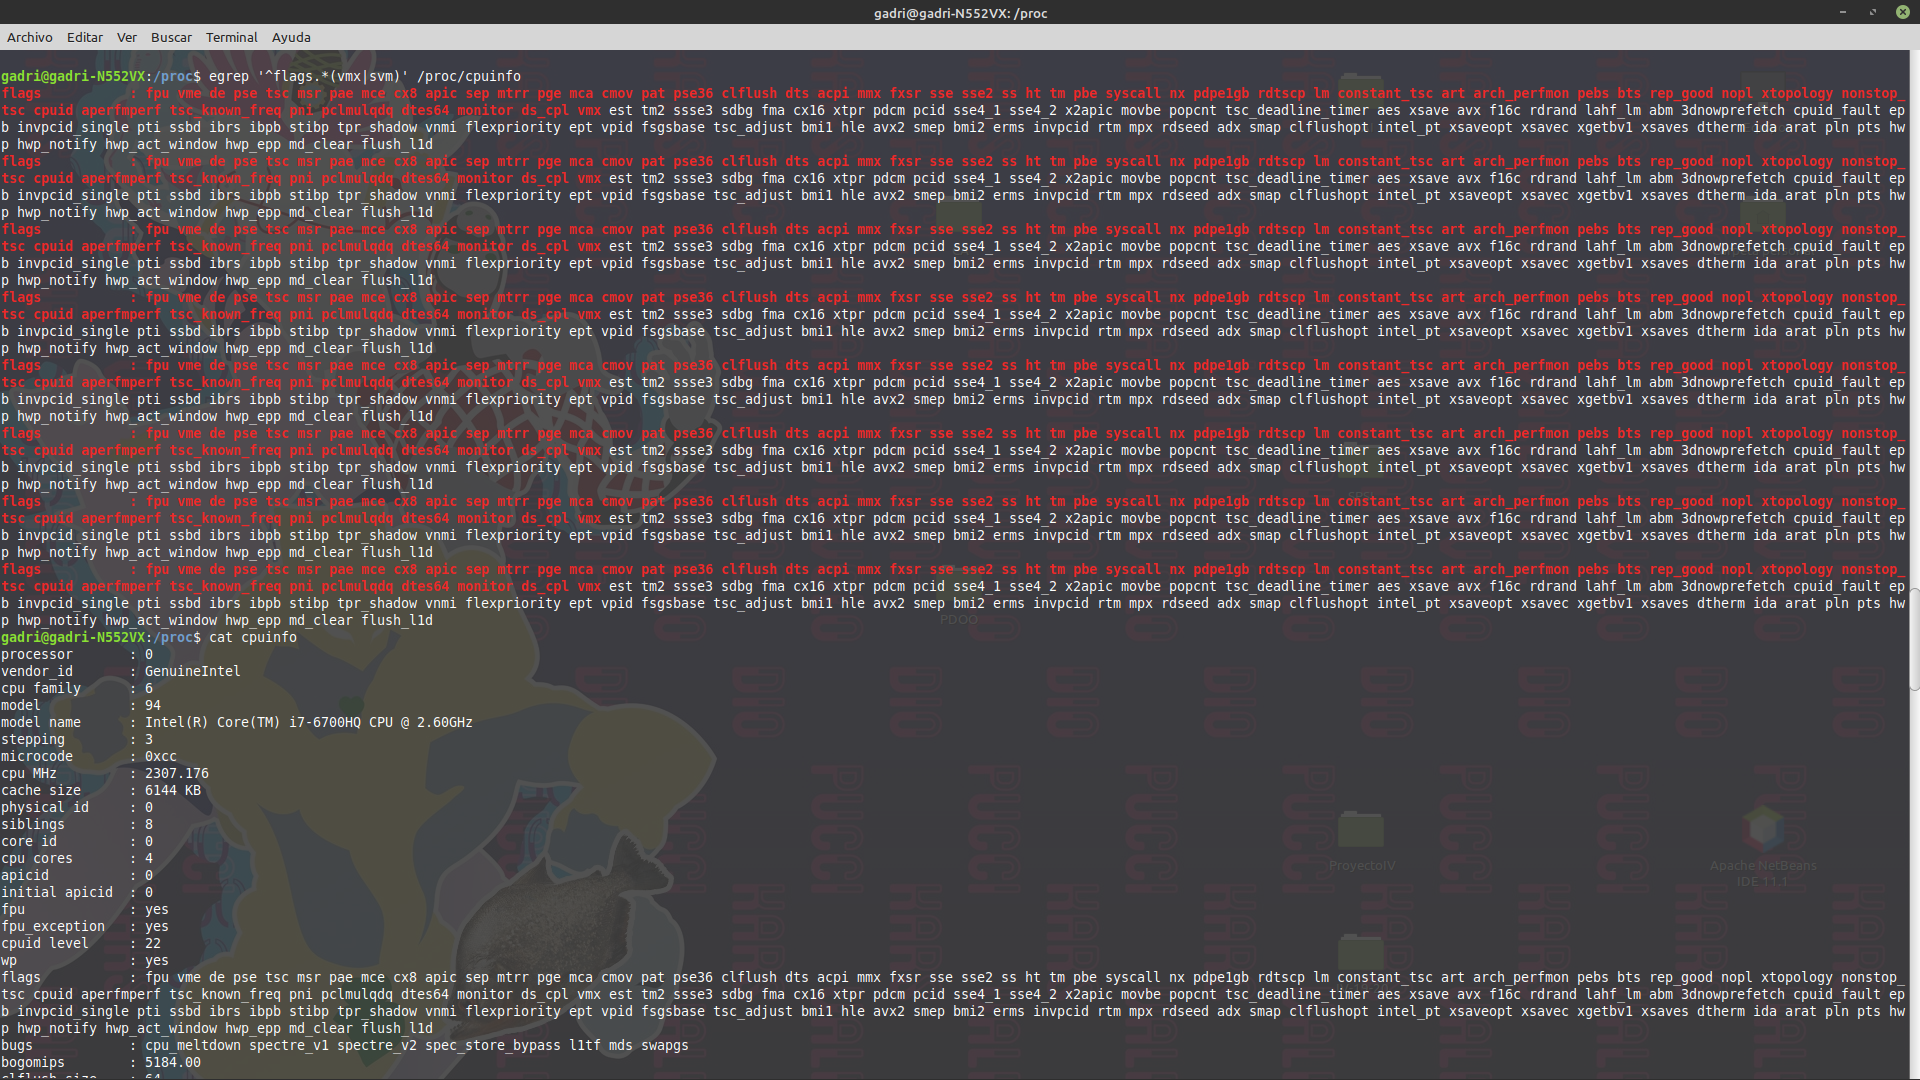 gadri@gadri-N552VX: /proc
Archivo Editar Ver Buscar Terminal Ayuda
gadri@gadri-N552VX:/proc$ egrep '^flags.*(vmx|svm)' /proc/cpuinfo
flags : fpu vme de pse tsc msr pae mce cx8 apic sep mtrr pge mca cmov pat pse36 clflush dts acpi mmx fxsr sse sse2 ss ht tm pbe syscall nx pdpe1gb rdtscp lm constant_tsc art arch_perfmon pebs bts rep_good nopl xtopology nonstop_
tsc cpuid aperfmperf tsc_known_freq pni pclmulqdq dtes64 monitor ds_cpl vmx est tm2 ssse3 sdbg fma cx16 xtpr pdcm pcid sse4_1 sse4_2 x2apic movbe popcnt tsc_deadline_timer aes xsave avx f16c rdrand lahf_lm abm 3dnowprefetch cpuid_fault ep
b invpcid_single pti ssbd ibrs ibpb stibp tpr_shadow vnmi flexpriority ept vpid fsgsbase tsc_adjust bmi1 hle avx2 smep bmi2 erms invpcid rtm mpx rdseed adx smap clflushopt intel_pt xsaveopt xsavec xgetbv1 xsaves dtherm ida arat pln pts hw
p hwp_notify hwp_act_window hwp_epp md_clear flush_l1d
flags : fpu vme de pse tsc msr pae mce cx8 apic sep mtrr pge mca cmov pat pse36 clflush dts acpi mmx fxsr sse sse2 ss ht tm pbe syscall nx pdpe1gb rdtscp lm constant_tsc art arch_perfmon pebs bts rep_good nopl xtopology nonstop_
tsc cpuid aperfmperf tsc_known_freq pni pclmulqdq dtes64 monitor ds_cpl vmx est tm2 ssse3 sdbg fma cx16 xtpr pdcm pcid sse4_1 sse4_2 x2apic movbe popcnt tsc_deadline_timer aes xsave avx f16c rdrand lahf_lm abm 3dnowprefetch cpuid_fault ep
b invpcid_single pti ssbd ibrs ibpb stibp tpr_shadow vnmi flexpriority ept vpid fsgsbase tsc_adjust bmi1 hle avx2 smep bmi2 erms invpcid rtm mpx rdseed adx smap clflushopt intel_pt xsaveopt xsavec xgetbv1 xsaves dtherm ida arat pln pts hw
p hwp_notify hwp_act_window hwp_epp md_clear flush_l1d
flags : fpu vme de pse tsc msr pae mce cx8 apic sep mtrr pge mca cmov pat pse36 clflush dts acpi mmx fxsr sse sse2 ss ht tm pbe syscall nx pdpe1gb rdtscp lm constant_tsc art arch_perfmon pebs bts rep_good nopl xtopology nonstop_
tsc cpuid aperfmperf tsc_known_freq pni pclmulqdq dtes64 monitor ds_cpl vmx est tm2 ssse3 sdbg fma cx16 xtpr pdcm pcid sse4_1 sse4_2 x2apic movbe popcnt tsc_deadline_timer aes xsave avx f16c rdrand lahf_lm abm 3dnowprefetch cpuid_fault ep
b invpcid_single pti ssbd ibrs ibpb stibp tpr_shadow vnmi flexpriority ept vpid fsgsbase tsc_adjust bmi1 hle avx2 smep bmi2 erms invpcid rtm mpx rdseed adx smap clflushopt intel_pt xsaveopt xsavec xgetbv1 xsaves dtherm ida arat pln pts hw
p hwp_notify hwp_act_window hwp_epp md_clear flush_l1d
flags : fpu vme de pse tsc msr pae mce cx8 apic sep mtrr pge mca cmov pat pse36 clflush dts acpi mmx fxsr sse sse2 ss ht tm pbe syscall nx pdpe1gb rdtscp lm constant_tsc art arch_perfmon pebs bts rep_good nopl xtopology nonstop_
tsc cpuid aperfmperf tsc_known_freq pni pclmulqdq dtes64 monitor ds_cpl vmx est tm2 ssse3 sdbg fma cx16 xtpr pdcm pcid sse4_1 sse4_2 x2apic movbe popcnt tsc_deadline_timer aes xsave avx f16c rdrand lahf_lm abm 3dnowprefetch cpuid_fault ep
b invpcid_single pti ssbd ibrs ibpb stibp tpr_shadow vnmi flexpriority ept vpid fsgsbase tsc_adjust bmi1 hle avx2 smep bmi2 erms invpcid rtm mpx rdseed adx smap clflushopt intel_pt xsaveopt xsavec xgetbv1 xsaves dtherm ida arat pln pts hw
p hwp_notify hwp_act_window hwp_epp md_clear flush_l1d
flags : fpu vme de pse tsc msr pae mce cx8 apic sep mtrr pge mca cmov pat pse36 clflush dts acpi mmx fxsr sse sse2 ss ht tm pbe syscall nx pdpe1gb rdtscp lm constant_tsc art arch_perfmon pebs bts rep_good nopl xtopology nonstop_
tsc cpuid aperfmperf tsc_known_freq pni pclmulqdq dtes64 monitor ds_cpl vmx est tm2 ssse3 sdbg fma cx16 xtpr pdcm pcid sse4_1 sse4_2 x2apic movbe popcnt tsc_deadline_timer aes xsave avx f16c rdrand lahf_lm abm 3dnowprefetch cpuid_fault ep
b invpcid_single pti ssbd ibrs ibpb stibp tpr_shadow vnmi flexpriority ept vpid fsgsbase tsc_adjust bmi1 hle avx2 smep bmi2 erms invpcid rtm mpx rdseed adx smap clflushopt intel_pt xsaveopt xsavec xgetbv1 xsaves dtherm ida arat pln pts hw
p hwp_notify hwp_act_window hwp_epp md_clear flush_l1d
flags : fpu vme de pse tsc msr pae mce cx8 apic sep mtrr pge mca cmov pat pse36 clflush dts acpi mmx fxsr sse sse2 ss ht tm pbe syscall nx pdpe1gb rdtscp lm constant_tsc art arch_perfmon pebs bts rep_good nopl xtopology nonstop_
tsc cpuid aperfmperf tsc_known_freq pni pclmulqdq dtes64 monitor ds_cpl vmx est tm2 ssse3 sdbg fma cx16 xtpr pdcm pcid sse4_1 sse4_2 x2apic movbe popcnt tsc_deadline_timer aes xsave avx f16c rdrand lahf_lm abm 3dnowprefetch cpuid_fault ep
b invpcid_single pti ssbd ibrs ibpb stibp tpr_shadow vnmi flexpriority ept vpid fsgsbase tsc_adjust bmi1 hle avx2 smep bmi2 erms invpcid rtm mpx rdseed adx smap clflushopt intel_pt xsaveopt xsavec xgetbv1 xsaves dtherm ida arat pln pts hw
p hwp_notify hwp_act_window hwp_epp md_clear flush_l1d
flags : fpu vme de pse tsc msr pae mce cx8 apic sep mtrr pge mca cmov pat pse36 clflush dts acpi mmx fxsr sse sse2 ss ht tm pbe syscall nx pdpe1gb rdtscp lm constant_tsc art arch_perfmon pebs bts rep_good nopl xtopology nonstop_
tsc cpuid aperfmperf tsc_known_freq pni pclmulqdq dtes64 monitor ds_cpl vmx est tm2 ssse3 sdbg fma cx16 xtpr pdcm pcid sse4_1 sse4_2 x2apic movbe popcnt tsc_deadline_timer aes xsave avx f16c rdrand lahf_lm abm 3dnowprefetch cpuid_fault ep
b invpcid_single pti ssbd ibrs ibpb stibp tpr_shadow vnmi flexpriority ept vpid fsgsbase tsc_adjust bmi1 hle avx2 smep bmi2 erms invpcid rtm mpx rdseed adx smap clflushopt intel_pt xsaveopt xsavec xgetbv1 xsaves dtherm ida arat pln pts hw
p hwp_notify hwp_act_window hwp_epp md_clear flush_l1d
flags : fpu vme de pse tsc msr pae mce cx8 apic sep mtrr pge mca cmov pat pse36 clflush dts acpi mmx fxsr sse sse2 ss ht tm pbe syscall nx pdpe1gb rdtscp lm constant_tsc art arch_perfmon pebs bts rep_good nopl xtopology nonstop_
tsc cpuid aperfmperf tsc_known_freq pni pclmulqdq dtes64 monitor ds_cpl vmx est tm2 ssse3 sdbg fma cx16 xtpr pdcm pcid sse4_1 sse4_2 x2apic movbe popcnt tsc_deadline_timer aes xsave avx f16c rdrand lahf_lm abm 3dnowprefetch cpuid_fault ep
b invpcid_single pti ssbd ibrs ibpb stibp tpr_shadow vnmi flexpriority ept vpid fsgsbase tsc_adjust bmi1 hle avx2 smep bmi2 erms invpcid rtm mpx rdseed adx smap clflushopt intel_pt xsaveopt xsavec xgetbv1 xsaves dtherm ida arat pln pts hw
p hwp_notify hwp_act_window hwp_epp md_clear flush_l1d
PDOO
gadri@gadri-N552VX:/proc$ cat cpuinfo
processor : 0
vendor_id : GenuineIntel
cpu family : 6
model : 94
model name : Intel(R) Core(TM) i7-6700HQ CPU @ 2.60GHz
stepping : 3
microcode : 0xcc
cpu MHz : 2307.176
cache size : 6144 KB
physical id : 0
siblings : 8
core id : 0
cpu cores : 4
ProyectoIV
Apache NetBeans
IDE 11.1
apicid : 0
initial apicid : 0
fpu : yes
fpu_exception : yes
cpuid level : 22
wp : yes
flags : fpu vme de pse tsc msr pae mce cx8 apic sep mtrr pge mca cmov pat pse36 clflush dts acpi mmx fxsr sse sse2 ss ht tm pbe syscall nx pdpe1gb rdtscp lm constant_tsc art arch_perfmon pebs bts rep_good nopl xtopology nonstop_
tsc cpuid aperfmperf tsc_known_freq pni pclmulqdq dtes64 monitor ds_cpl vmx est tm2 ssse3 sdbg fma cx16 xtpr pdcm pcid sse4_1 sse4_2 x2apic movbe popcnt tsc_deadline_timer aes xsave avx f16c rdrand lahf_lm abm 3dnowprefetch cpuid_fault ep
b invpcid_single pti ssbd ibrs ibpb stibp tpr_shadow vnmi flexpriority ept vpid fsgsbase tsc_adjust bmi1 hle avx2 smep bmi2 erms invpcid rtm mpx rdseed adx smap clflushopt intel_pt xsaveopt xsavec xgetbv1 xsaves dtherm ida arat pln pts hw
p hwp_notify hwp_act_window hwp_epp md_clear flush_l1d
bugs : cpu_meltdown spectre_v1 spectre_v2 spec_store_bypass l1tf mds swapgs
bogomips : 5184.00